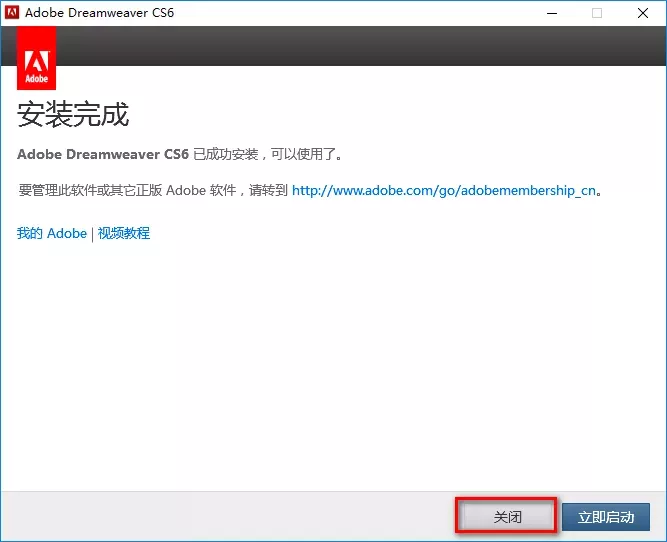 Adobe Dreamweaver CS6
Adobe
安装完成
Adobe Dreamweaver CS6 已成功安装，可以使用了。
要管理此软件或其它正版 Adobe 软件，请转到 http://www.adobe.com/go/adobemembership_cn。
我的 Adobe | 视频教程
关闭 立即启动